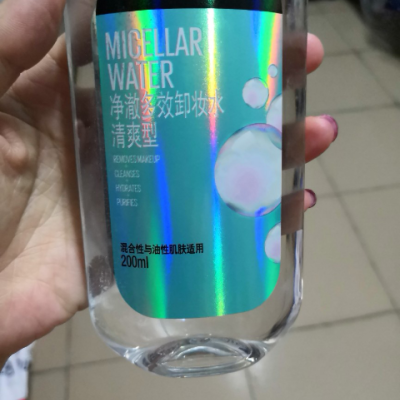 MICELLAR
WATER
净澈多效卸妆水
清爽型
REMOVES MAKEUP
CLEANSES
HYDRATES
PURIFIES
混合性与油性肌肤适用
200ml